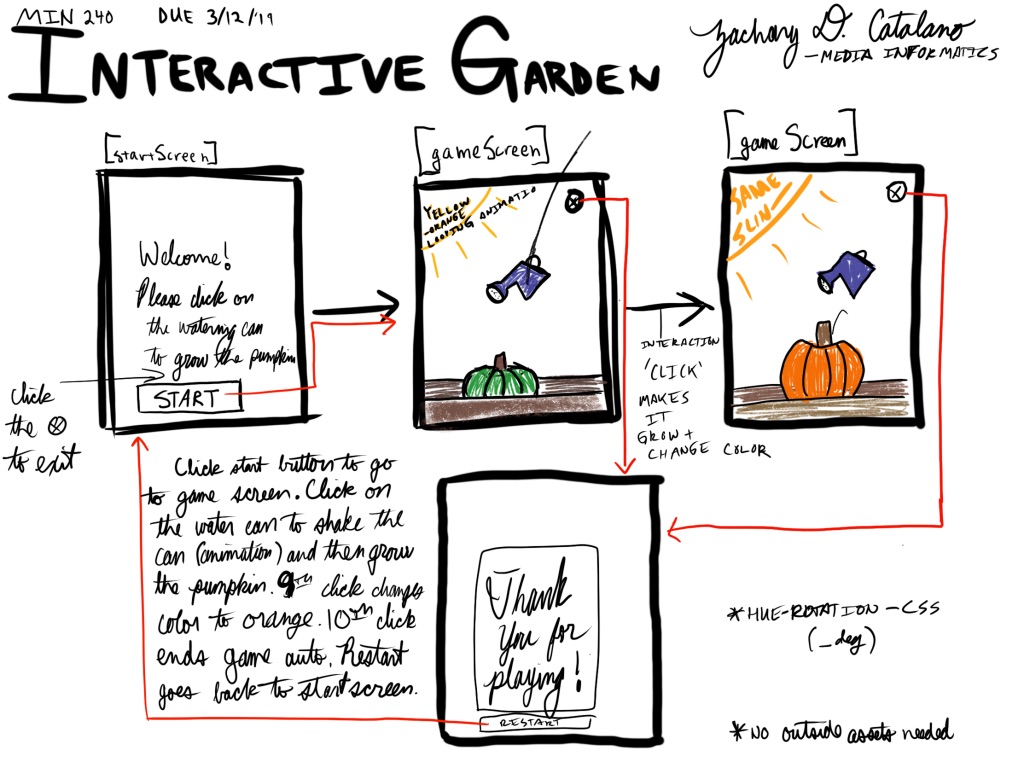 MIN 240 DUE 3/12/'19
INTERACTIVE GARDEN
Zachary D. Catalano
- MEDIA INFORMATICS
[startScreen]
Welcome!
Please click on
the watering can
to grow the pumpkin
START
Click
the ⓧ
to exit
[gameScreen]
YELLOW
-ORANGE
LOOPING ANIMATIO
INTERACTION
'CLICK'
MAKES
IT
GROW +
CHANGE COLOR
[game Screen]
SAME
SUN
Click start button to go
to game screen. Click on
the water can to shake the
can (animation) and then grow
the pumpkin. 9TH click changes
color to orange. 10TH click
ends game auto. Restart
goes back to start screen.
Thank
You for
playing!
RESTART
*HUE-ROTATION-CSS
(_deg)
*NO outside assets needed